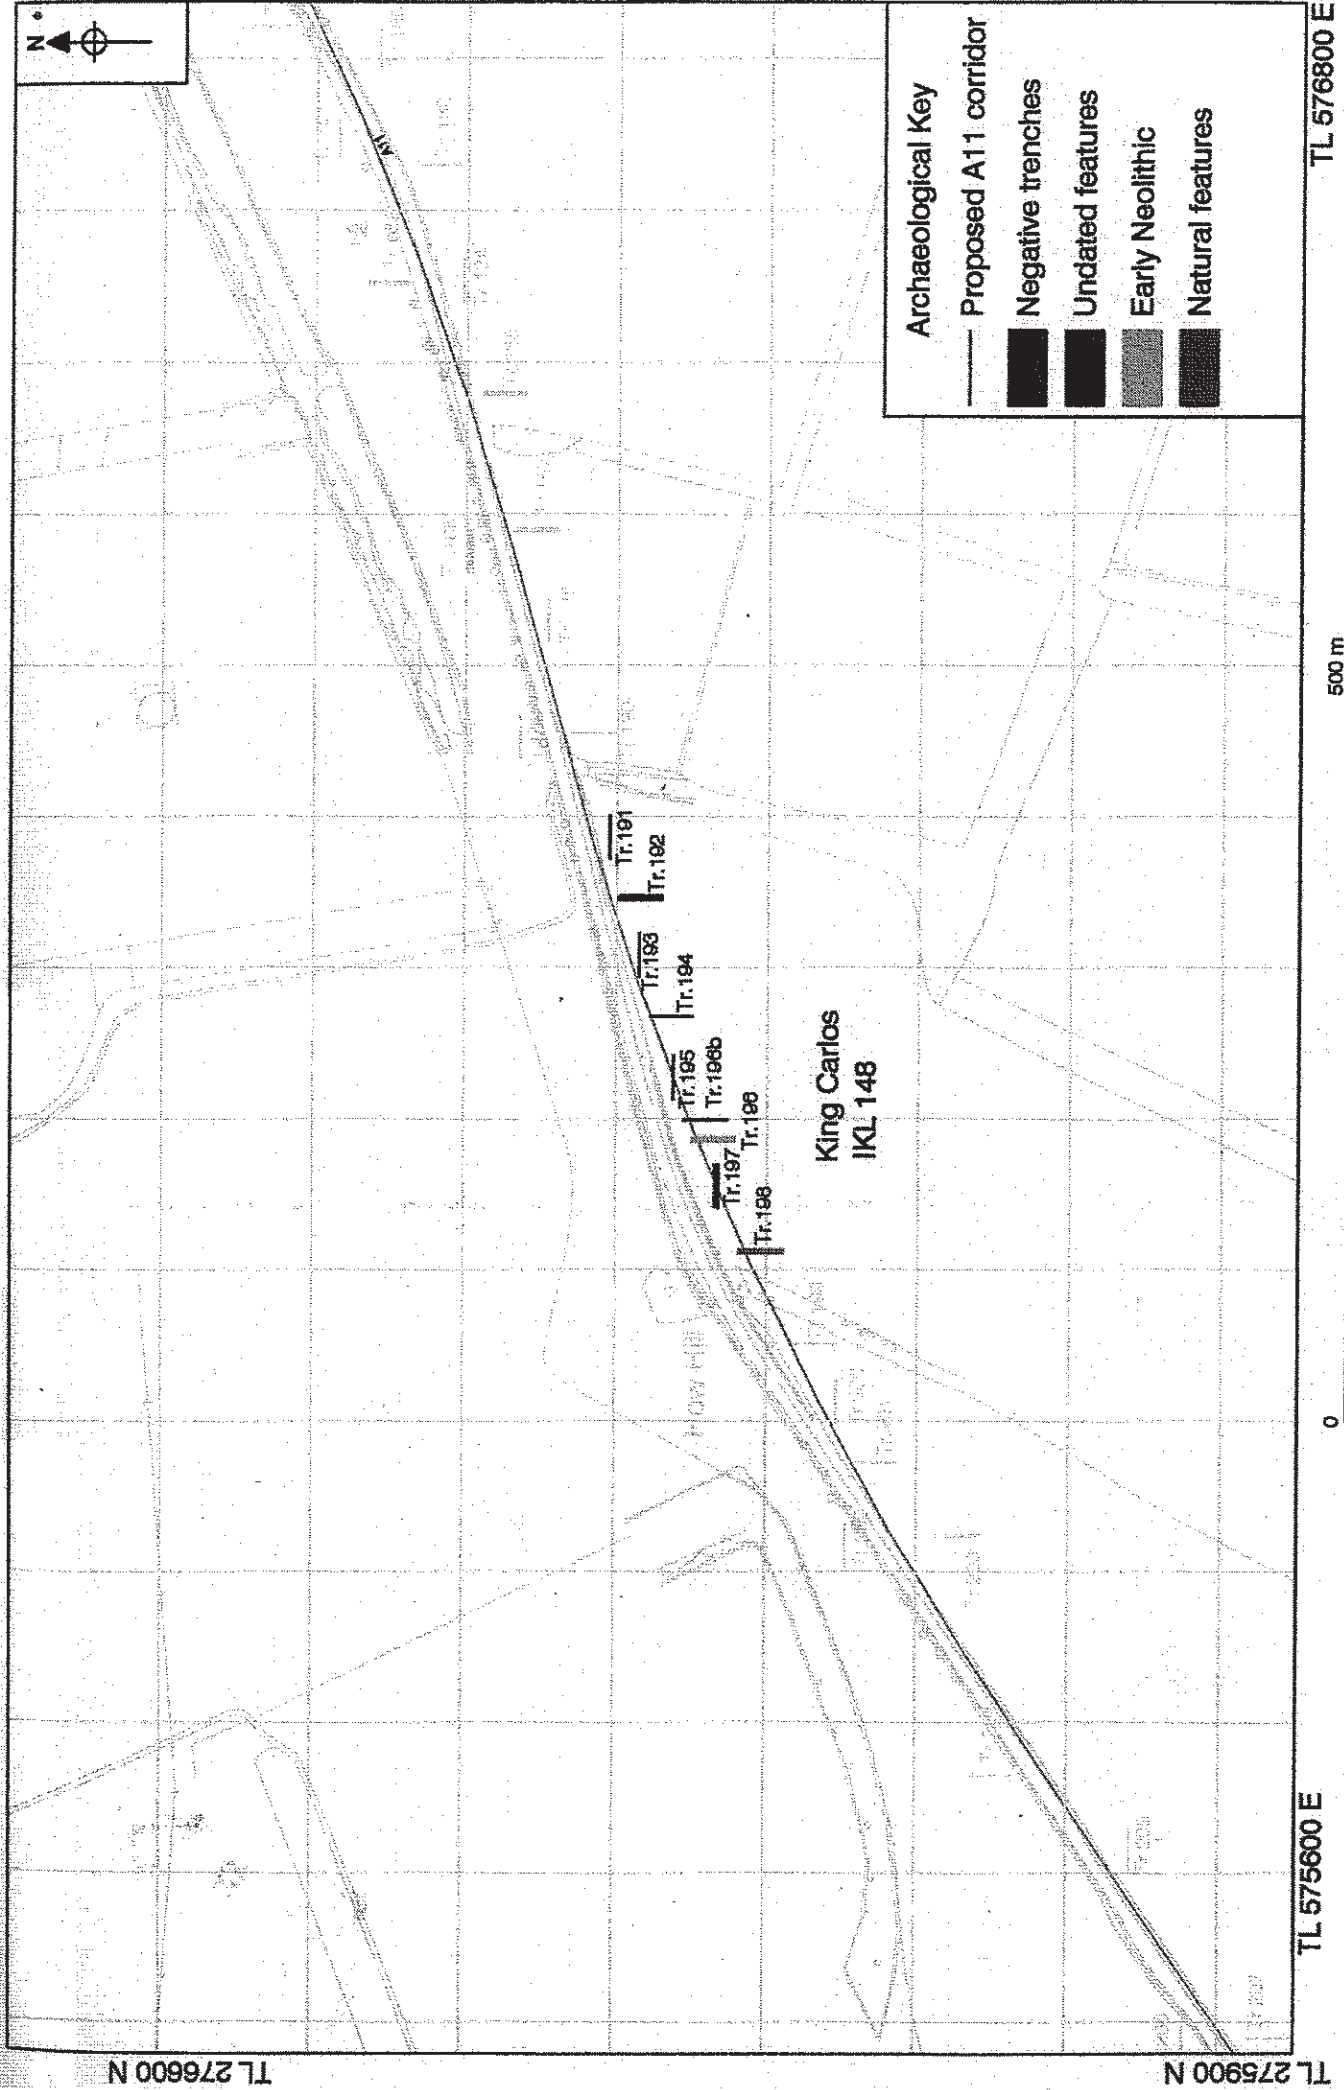 N
A11
Archaeological Key
Proposed A11 corridor
Negative trenches
Undated features
Early Neolithic
Natural features
Tr.191
Tr.192
Tr.193
Tr.194
Tr.195
Tr.196b
Tr.196
Tr.197
Tr.198
King Carlos
IKL 148
TL 276600 N
TL 275900 N
TL 575600 E
TL 576800 E
0
500 m